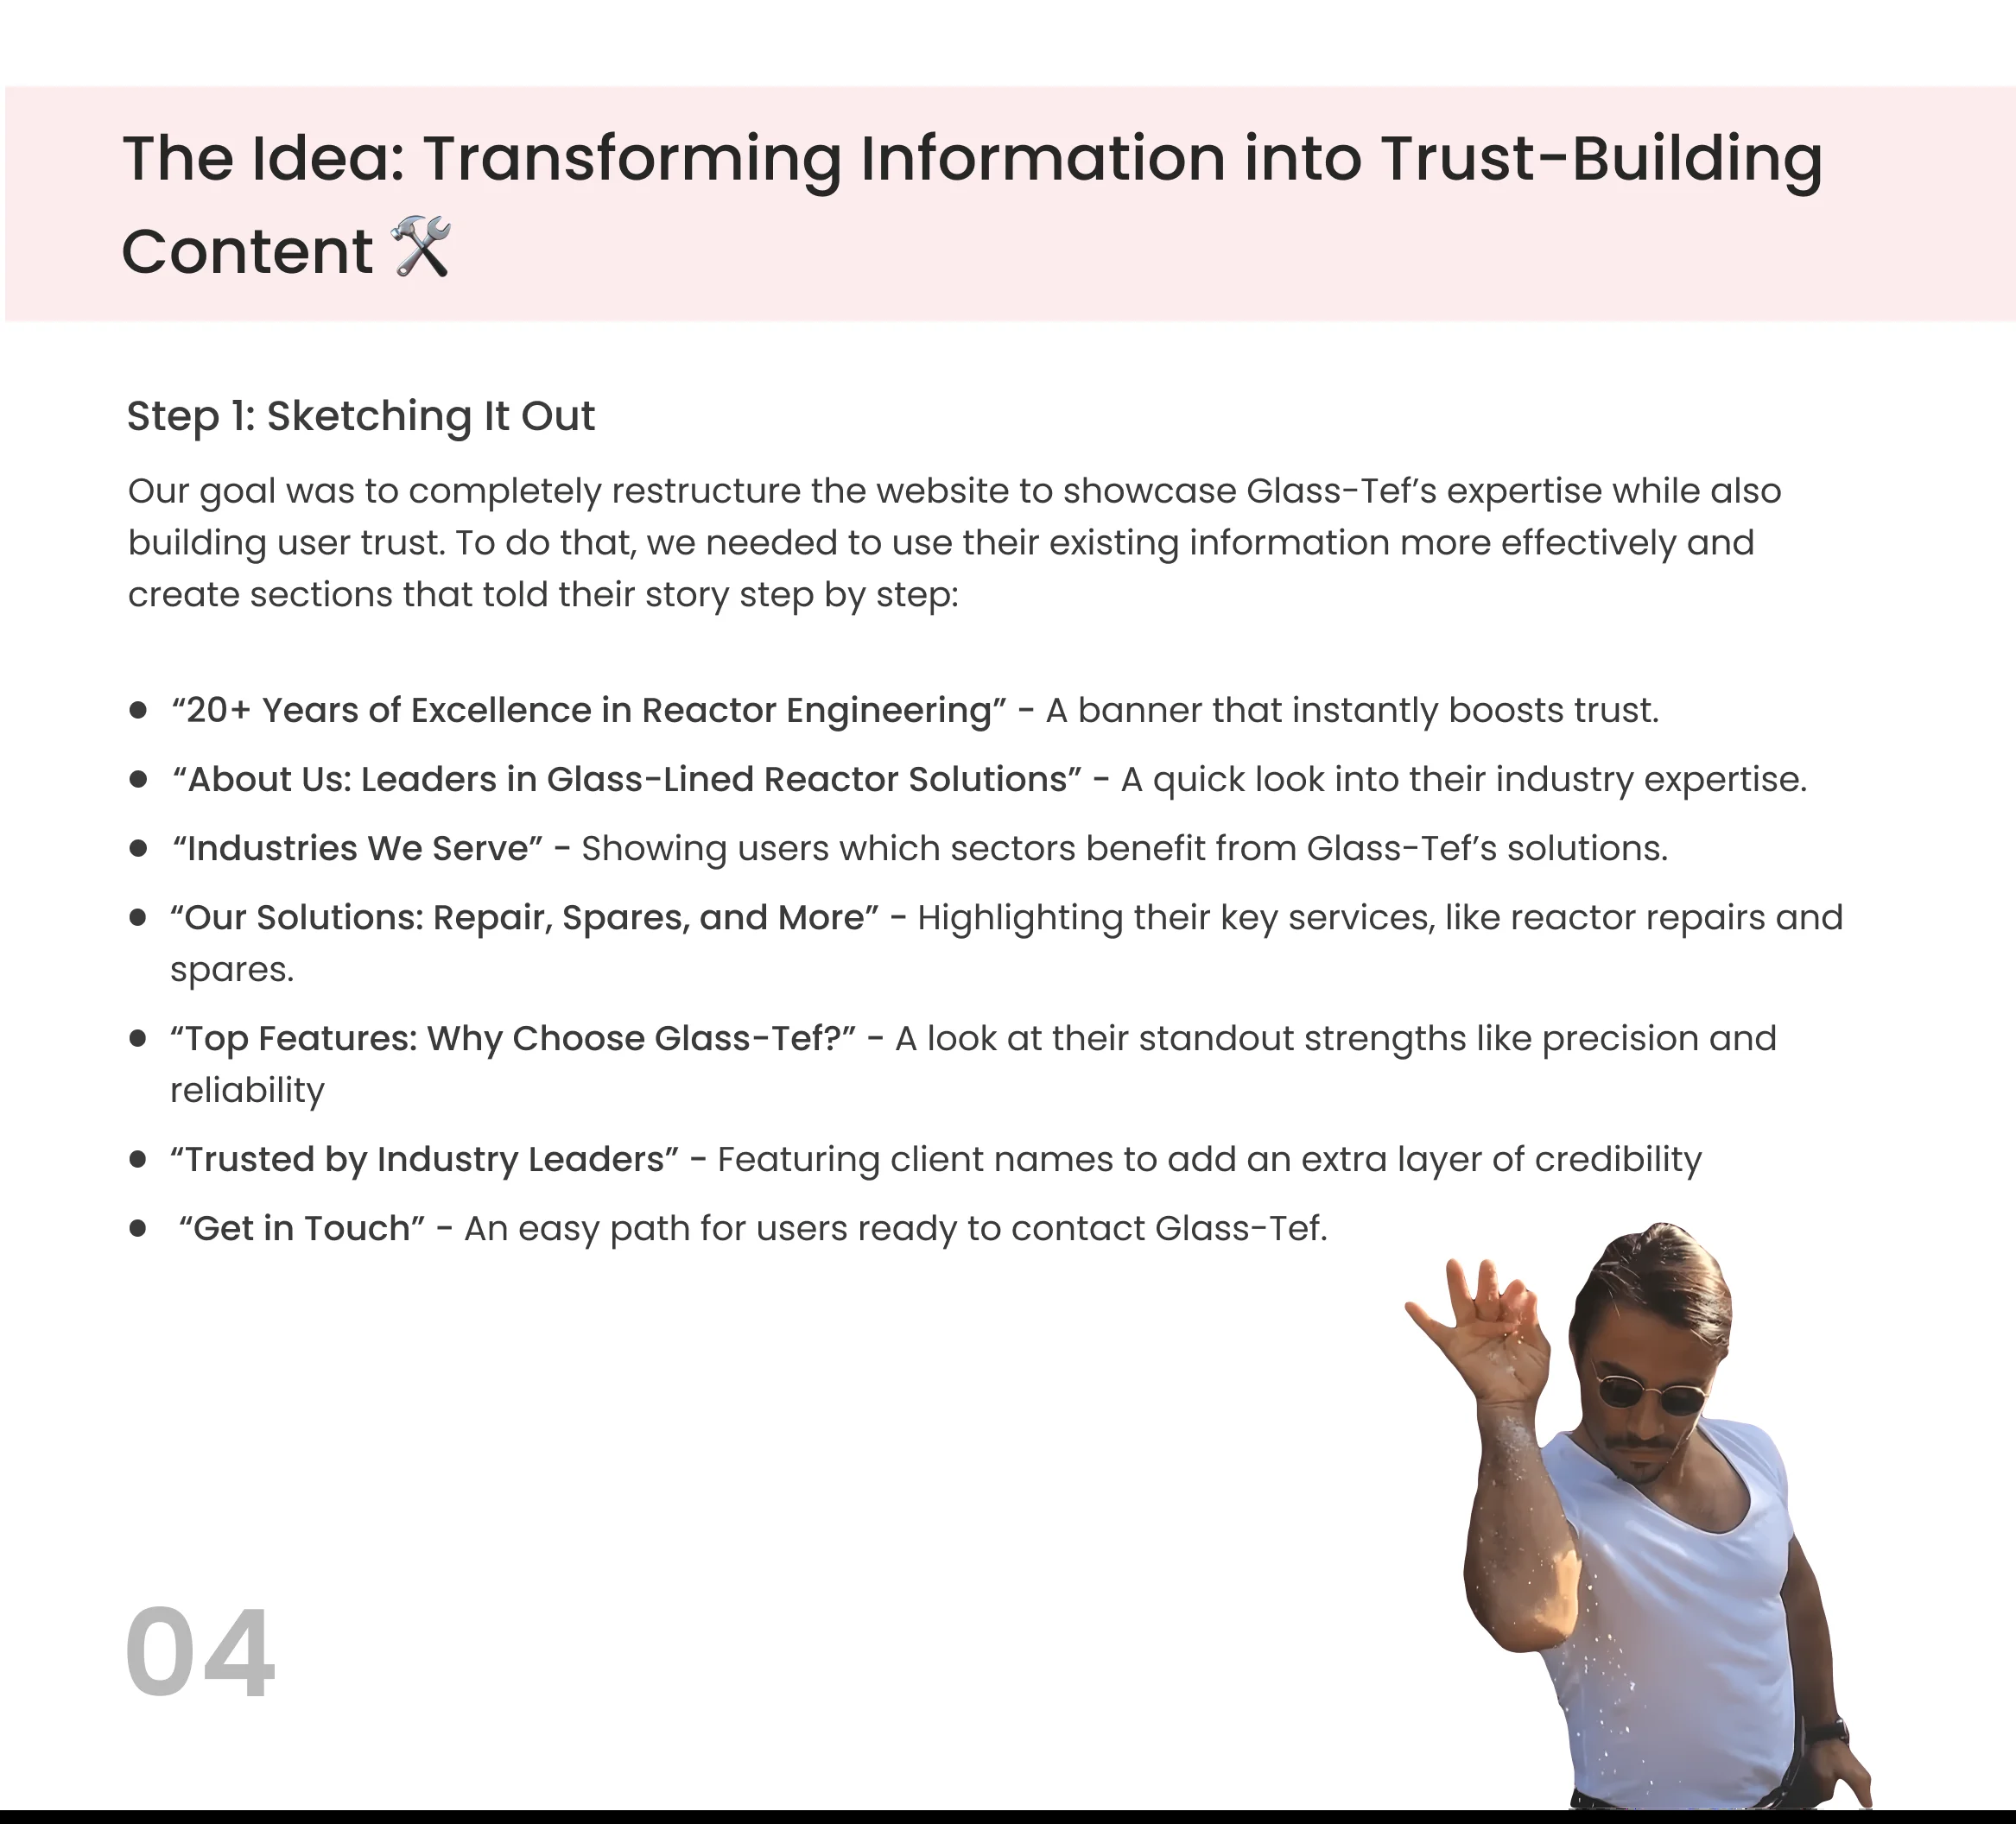 The Idea: Transforming Information into Trust-Building
Content 🛠
Step 1: Sketching It Out
Our goal was to completely restructure the website to showcase Glass-Tef’s expertise while also
building user trust. To do that, we needed to use their existing information more effectively and
create sections that told their story step by step:
● “20+ Years of Excellence in Reactor Engineering” - A banner that instantly boosts trust.
● “About Us: Leaders in Glass-Lined Reactor Solutions” - A quick look into their industry expertise.
● “Industries We Serve” - Showing users which sectors benefit from Glass-Tef’s solutions.
● “Our Solutions: Repair, Spares, and More” - Highlighting their key services, like reactor repairs and
spares.
● “Top Features: Why Choose Glass-Tef?” - A look at their standout strengths like precision and
reliability
● “Trusted by Industry Leaders” - Featuring client names to add an extra layer of credibility
● “Get in Touch” - An easy path for users ready to contact Glass-Tef.
04